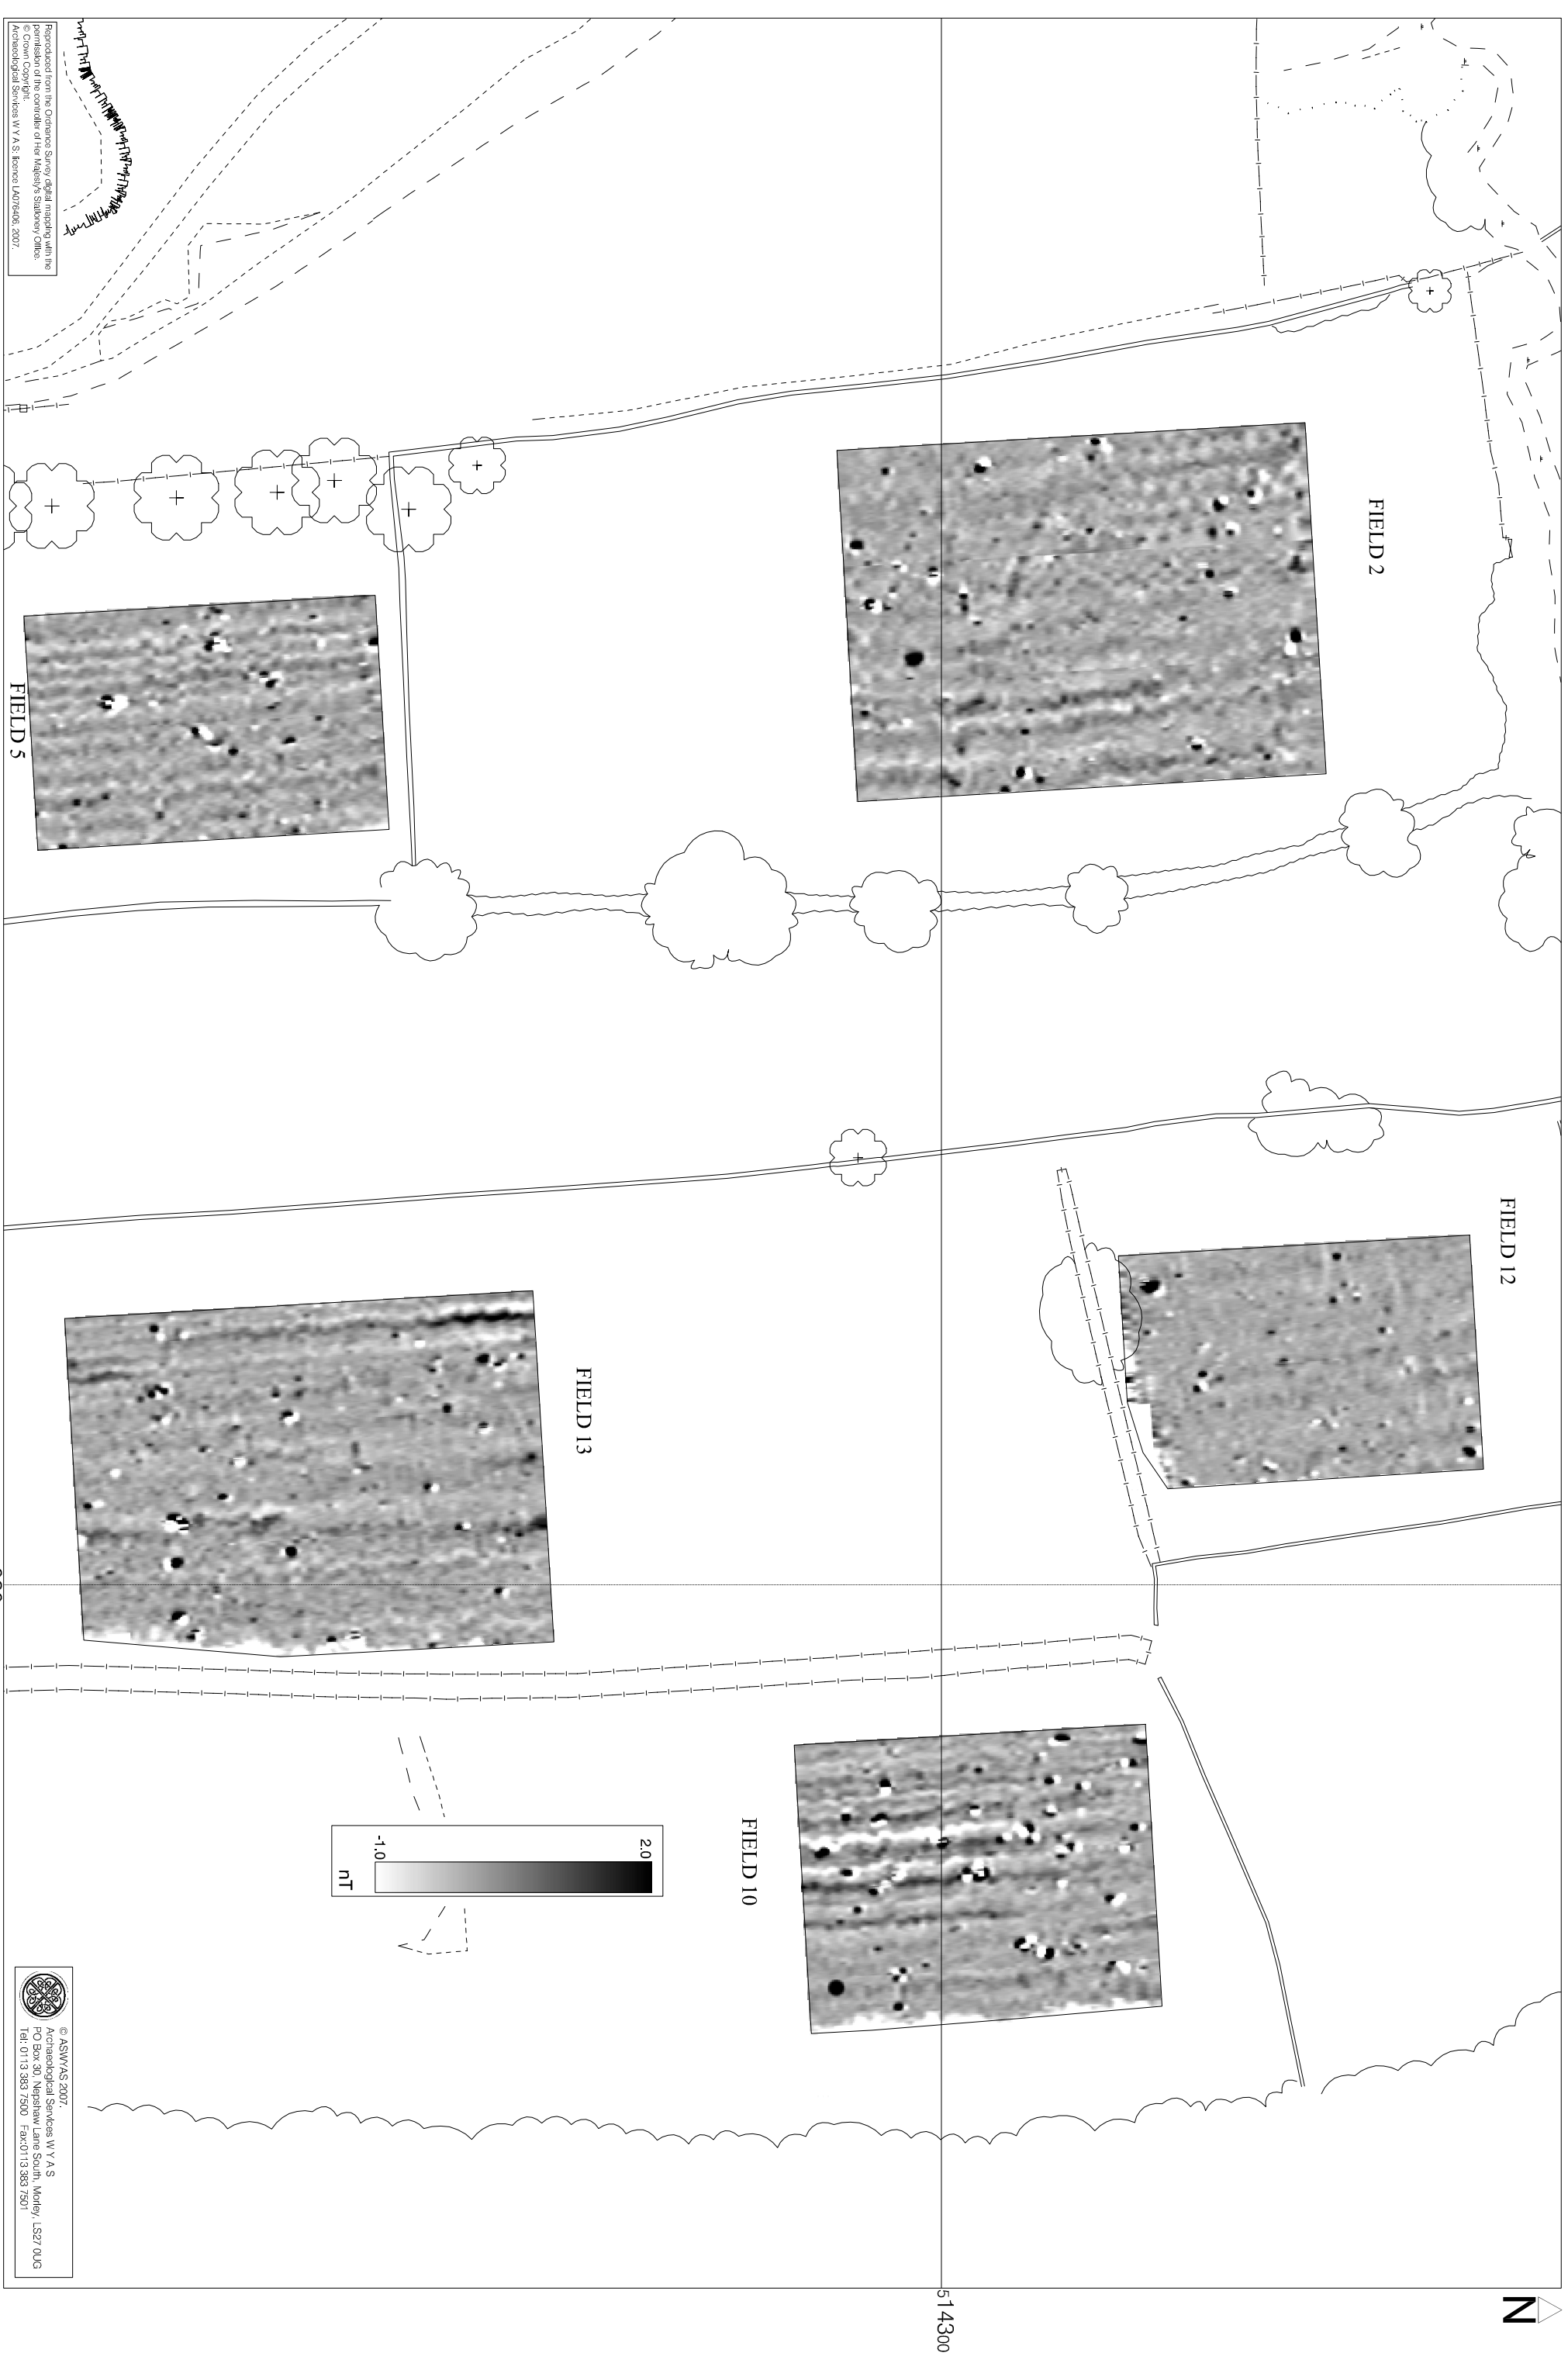 Reproduced from the Ordnance Survey digital mapping with the
permission of the controller of Her Majesty's Stationery Office.
© Crown Copyright.
Archaeological Services W Y A S: licence LA076406, 2007.
FIELD 2
FIELD 5
FIELD 12
FIELD 13
FIELD 10
-1.0
2.0
nT
© ASWYAS 2007.
Archaeological Services W Y A S
PO Box 30, Nepshaw Lane South, Morley, LS27 0UG
Tel: 0113 383 7500 Fax:0113 383 7501
514300
N